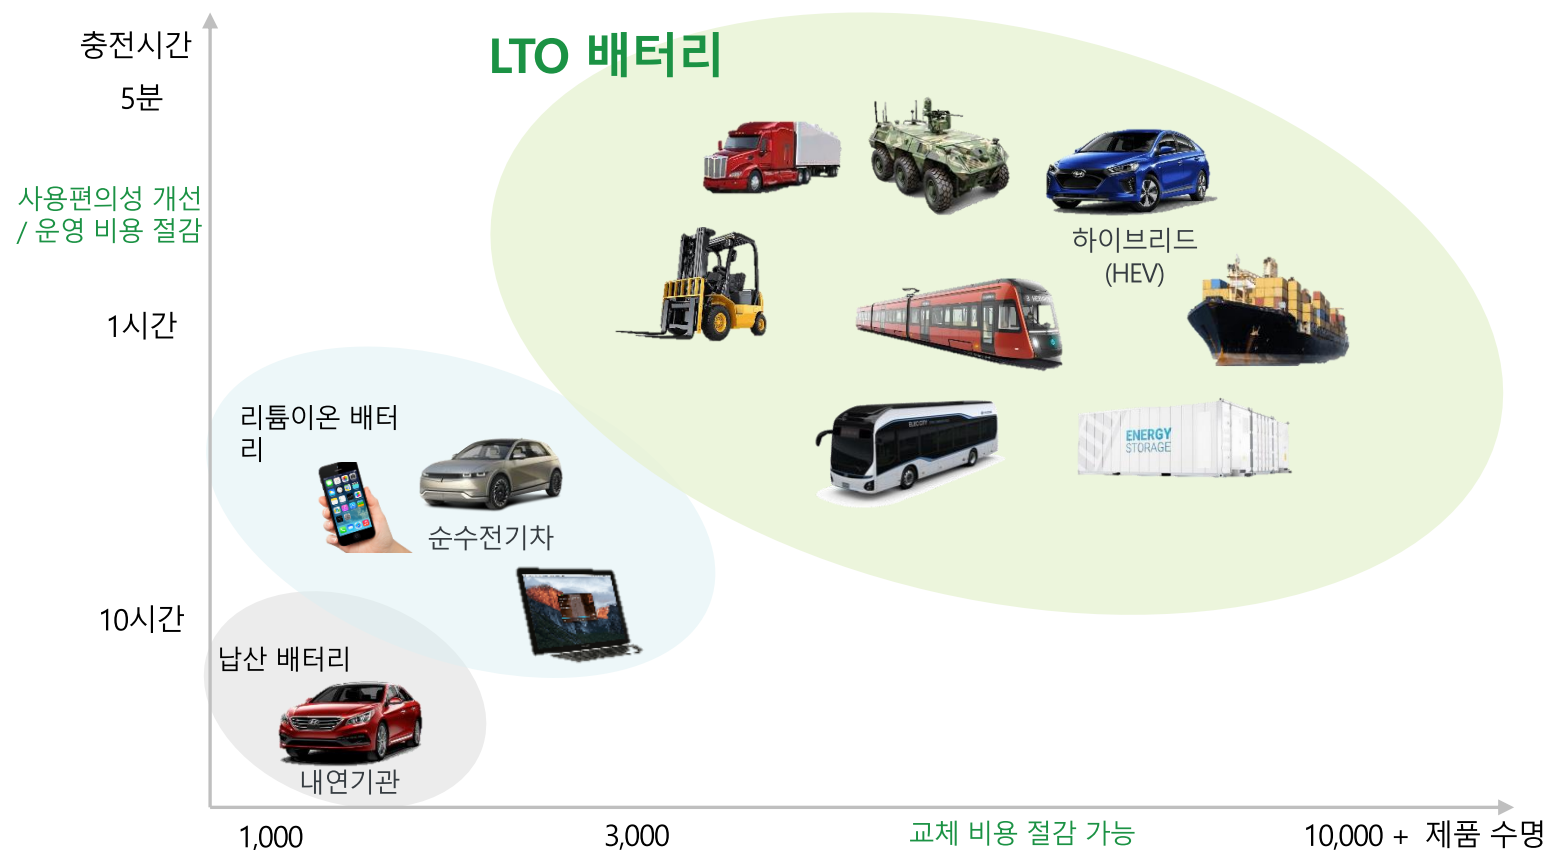 충전시간
LTO 배터리
5분
사용편의성 개선
/ 운영 비용 절감
하이브리드
(HEV)
1시간
리튬이온 배터
리
ENERGY
STORAGE
순수전기차
10시간
납산 배터리
내연기관
1,000
3,000
교체 비용 절감 가능
10,000 + 제품 수명